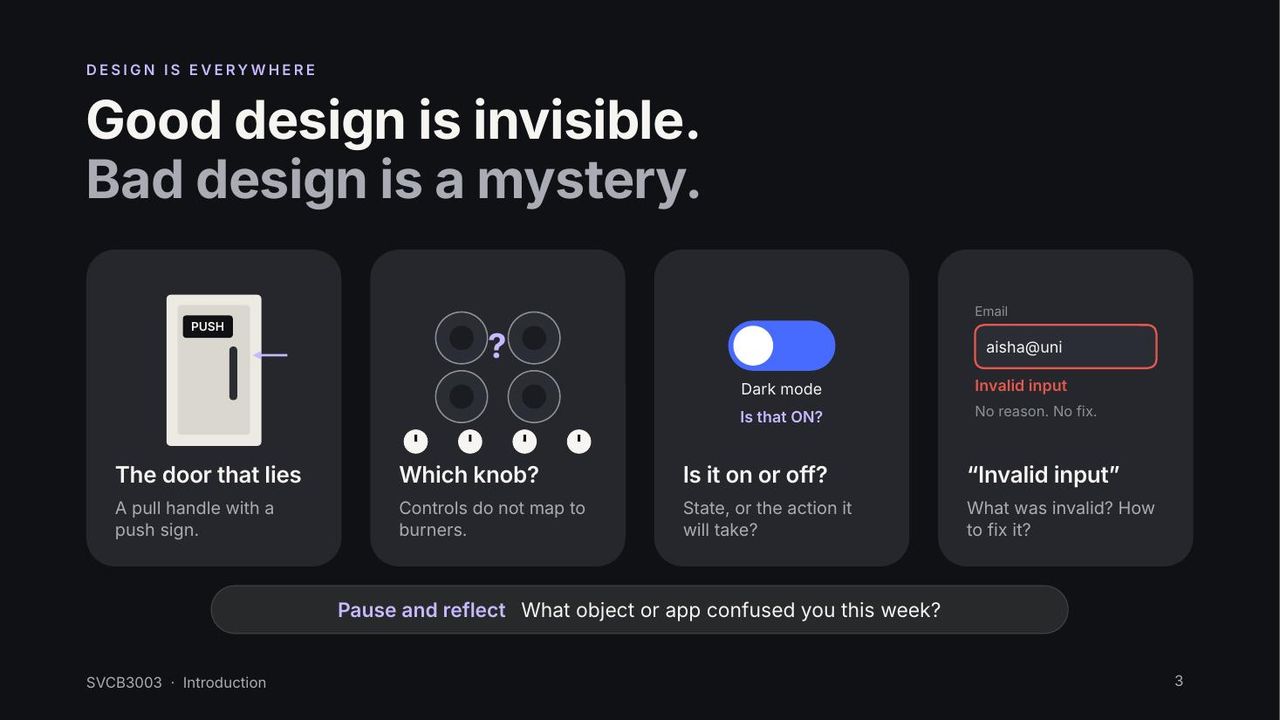 DESIGN IS EVERYWHERE
Good design is invisible.
Bad design is a mystery.
PUSH
The door that lies
A pull handle with a
push sign.
?
Which knob?
Controls do not map to
burners.
Dark mode
Is that ON?
Is it on or off?
State, or the action it
will take?
Email
aisha@uni
Invalid input
No reason. No fix.
“Invalid input”
What was invalid? How
to fix it?
Pause and reflect What object or app confused you this week?
SVCB3003 · Introduction
3